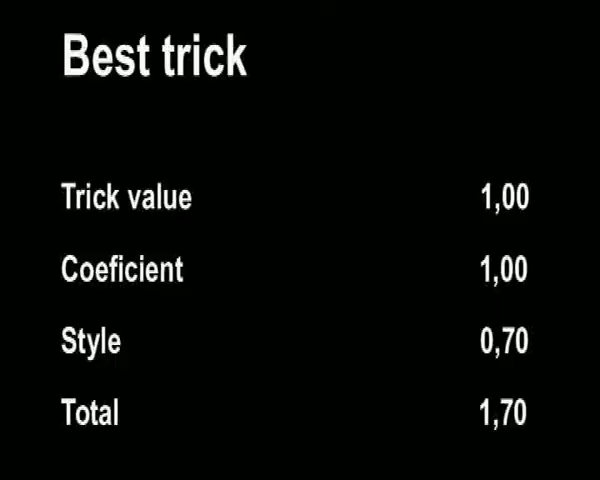 Best trick
Trick value 1,00
Coeficient 1,00
Style 0,70
Total 1,70